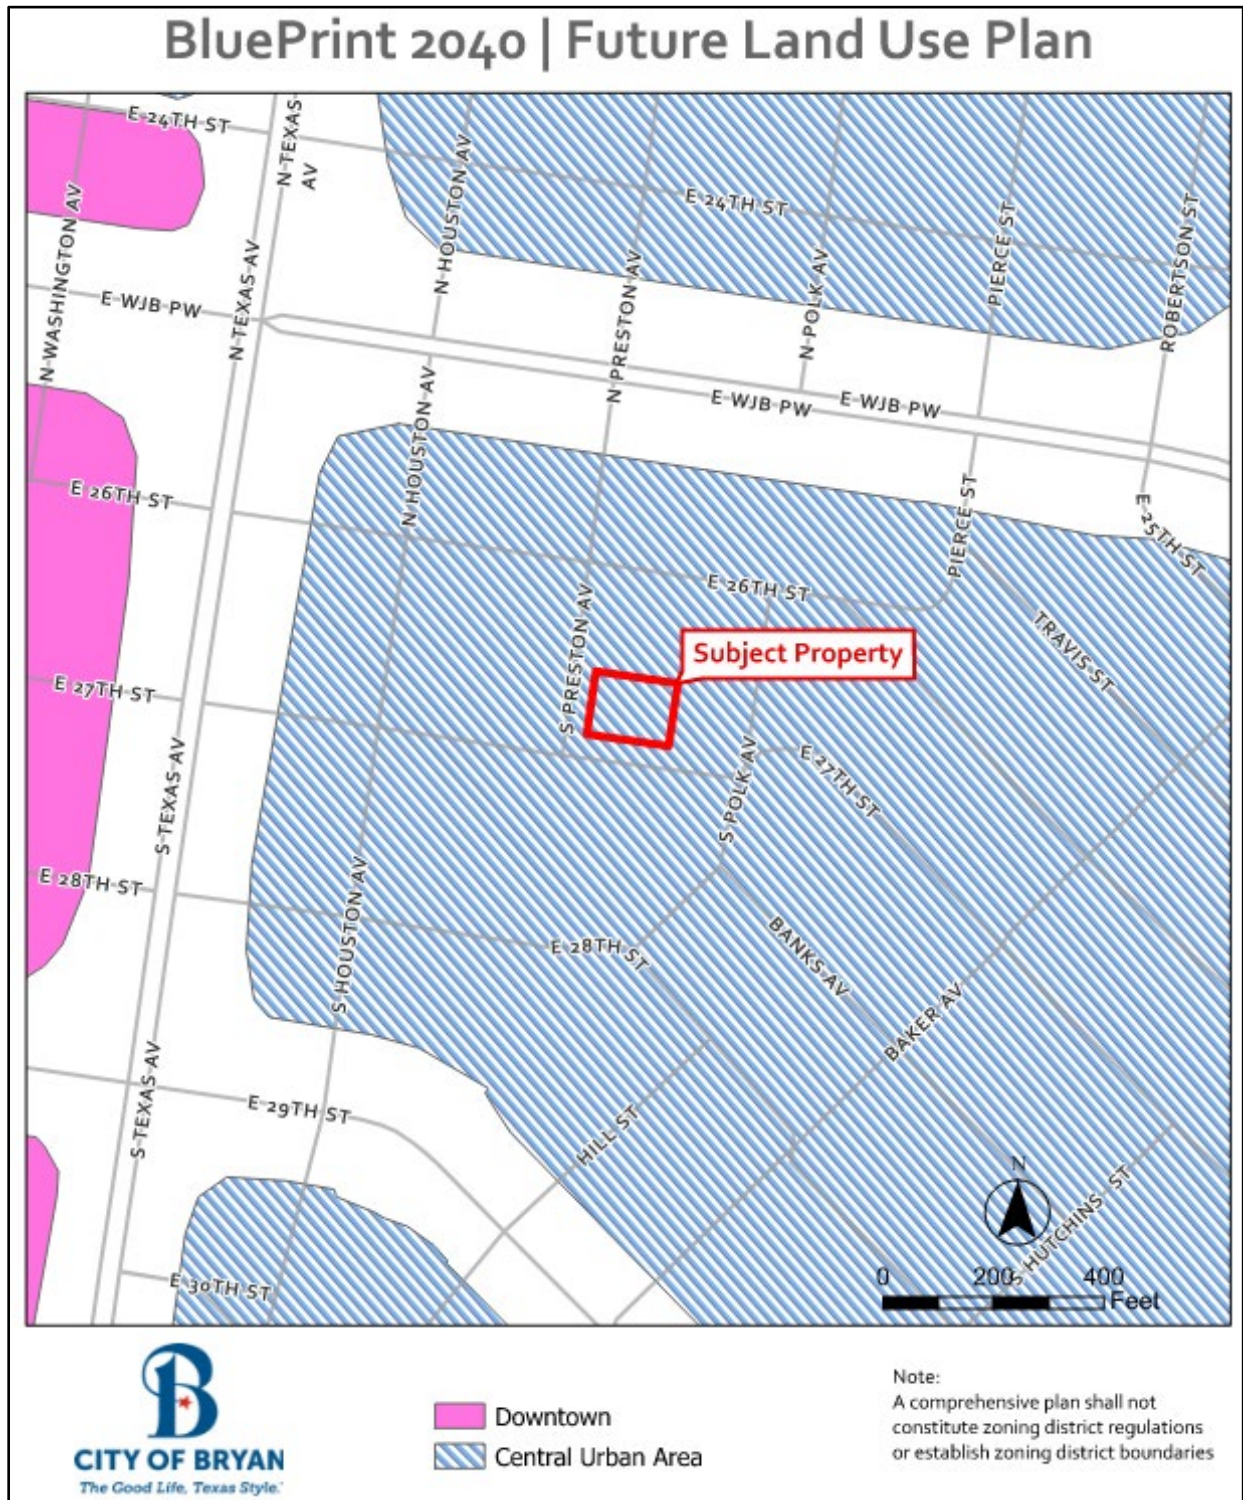 BluePrint 2040 | Future Land Use Plan
E 24TH ST
N TEXAS
AV
N HOUSTON AV
E 24TH ST
N WASHINGTON AV
N TEXAS AV
N PRESTON AV
N POLK AV
PIERCE ST
ROBERTSON ST
E WJB PW
E WJB PW
E WJB PW
N HOUSTON AV
E 26TH ST
PIERCE ST
E 25TH ST
E 26TH ST
S PRESTON AV
Subject Property
TRAVIS ST
E 27TH ST
S TEXAS AV
S POLK AV
E 27TH ST
E 28TH ST
S HOUSTON AV
E 28TH ST
BANKS AV
BAKER AV
S TEXAS AV
E 29TH ST
HILL ST
N
S HUTCHINS ST
E 30TH ST
0 200 400
Feet
B
CITY OF BRYAN
The Good Life, Texas Style.™
Downtown
Central Urban Area
Note:
A comprehensive plan shall not
constitute zoning district regulations
or establish zoning district boundaries